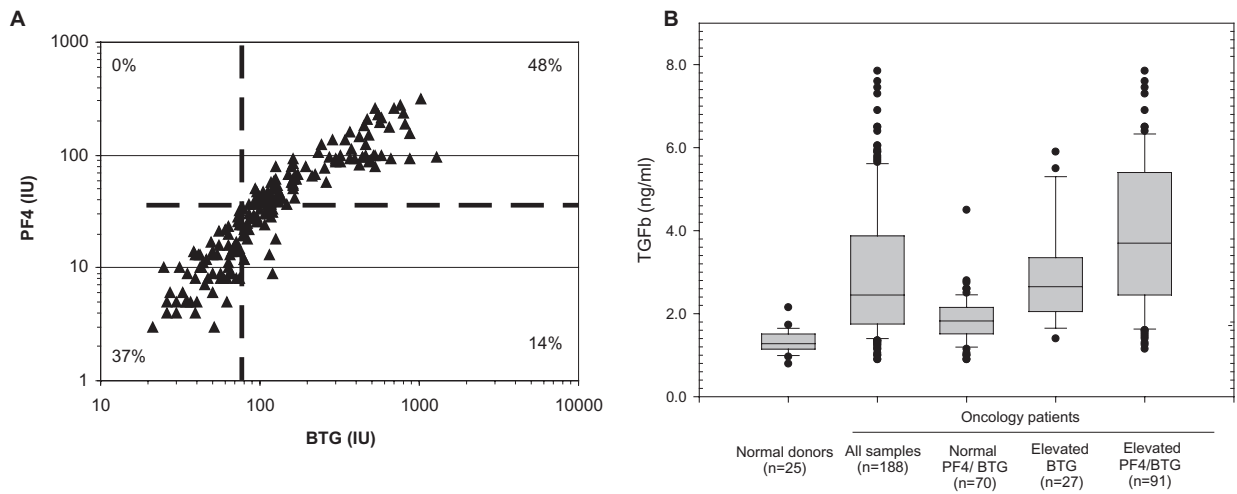 A
1000
0%
48%
100
PF4 (IU)
10
37%
14%
1
10
100
1000
10000
BTG (IU)
B
8.0
6.0
TGFb (ng/ml)
4.0
2.0
0.0
Oncology patients
Normal donors
(n=25)
All samples
(n=188)
Normal
PF4/ BTG
(n=70)
Elevated
BTG
(n=27)
Elevated
PF4/BTG
(n=91)